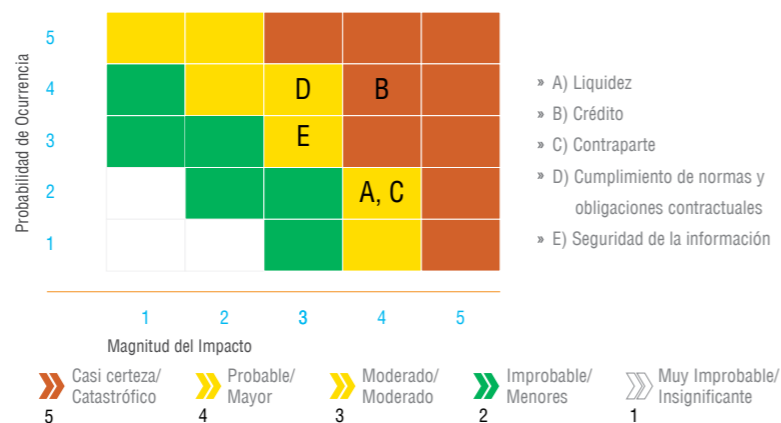 Probabilidad de Ocurrencia
5
4
D
B
3
E
2
A, C
1
1 2 3 4 5
Magnitud del Impacto
» A) Liquidez
» B) Crédito
» C) Contraparte
» D) Cumplimiento de normas y
obligaciones contractuales
» E) Seguridad de la información
Casi certeza/
Catastrófico
5
Probable/
Mayor
4
Moderado/
Moderado
3
Improbable/
Menores
2
Muy Improbable/
Insignificante
1